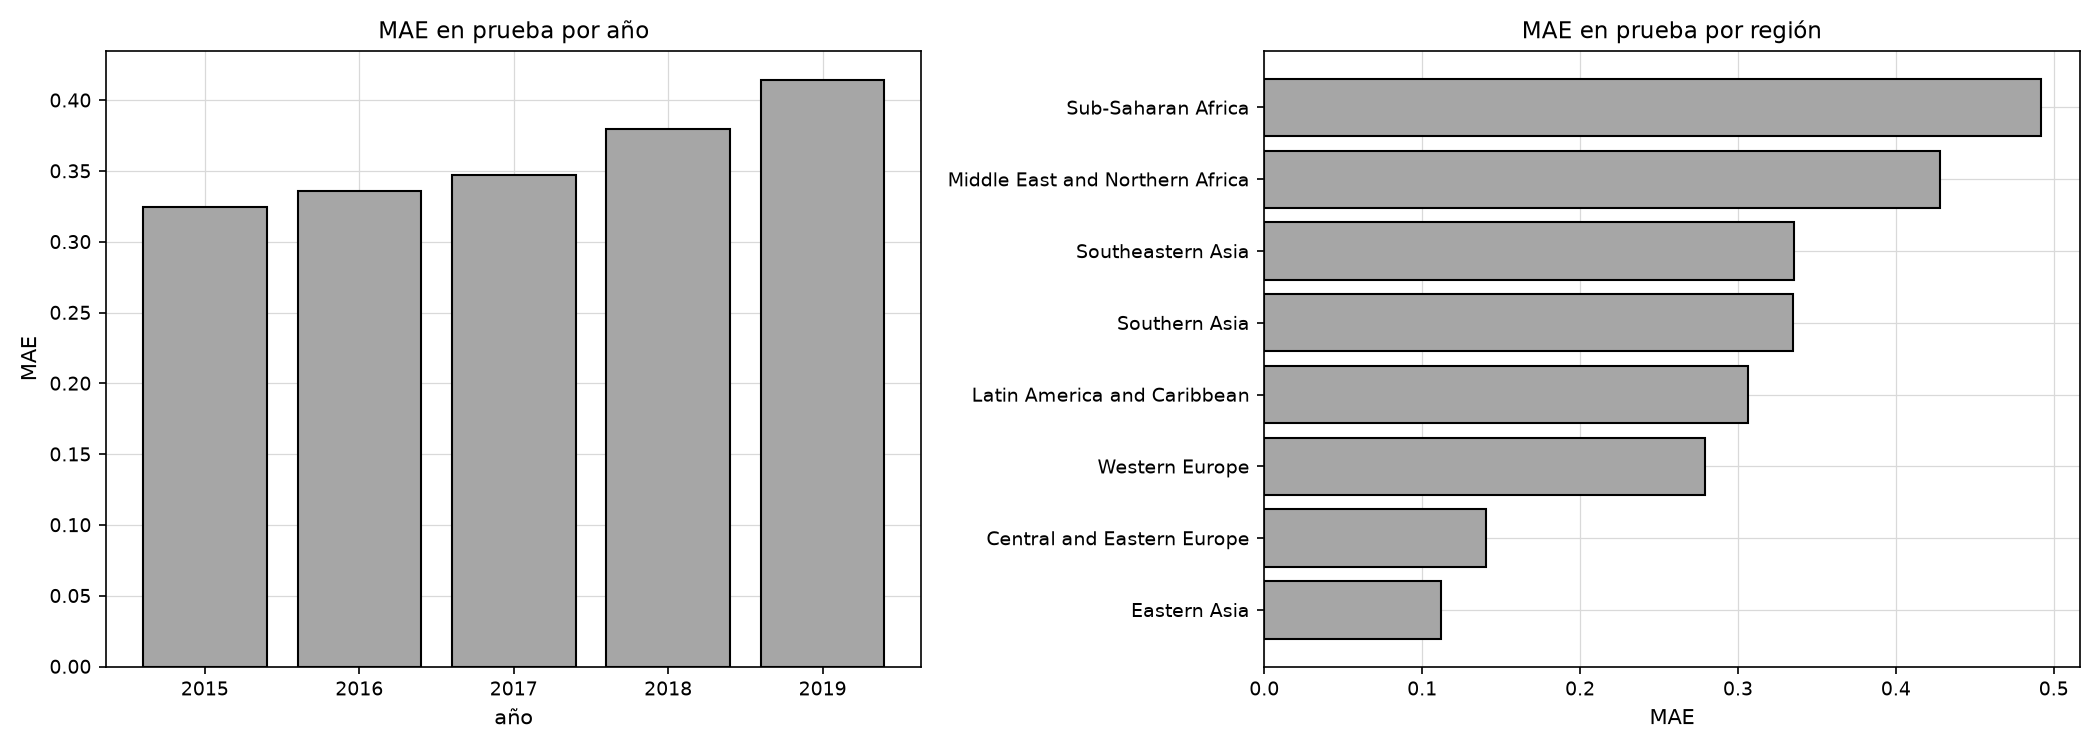 MAE en prueba por año
MAE
0.40
0.35
0.30
0.25
0.20
0.15
0.10
0.05
0.00
2015 2016 2017 2018 2019
año
MAE en prueba por región
Sub-Saharan Africa
Middle East and Northern Africa
Southeastern Asia
Southern Asia
Latin America and Caribbean
Western Europe
Central and Eastern Europe
Eastern Asia
0.0 0.1 0.2 0.3 0.4 0.5
MAE